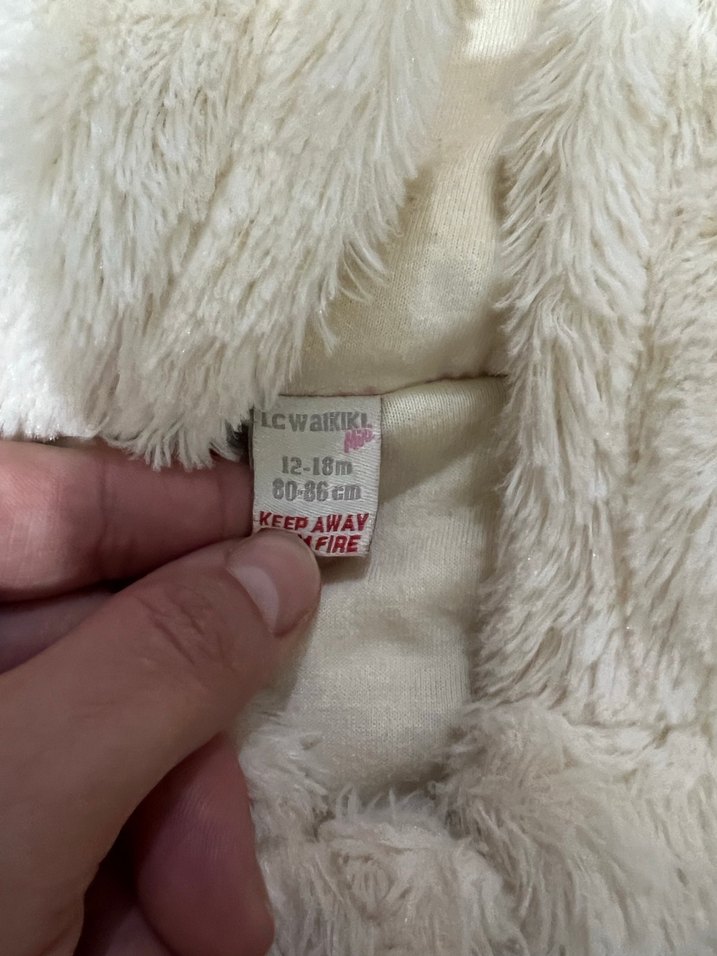 LC WAIKIKI
Mini
12-18m
80-86 cm
KEEP AWAY
FIRE